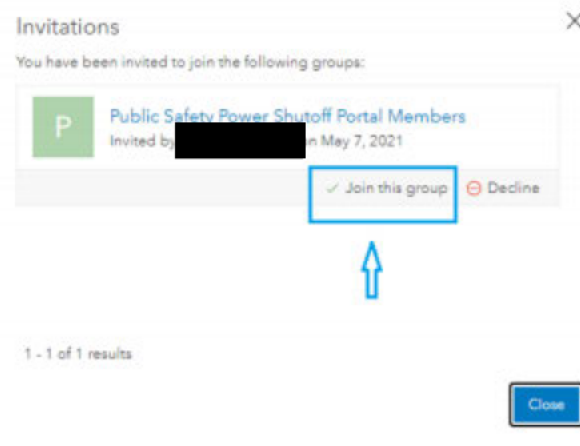 Invitations
You have been invited to join the following groups:
P
Public Safety Power Shutoff Portal Members
Invited by on May 7, 2021
Join this group Decline
1 - 1 of 1 results
Close